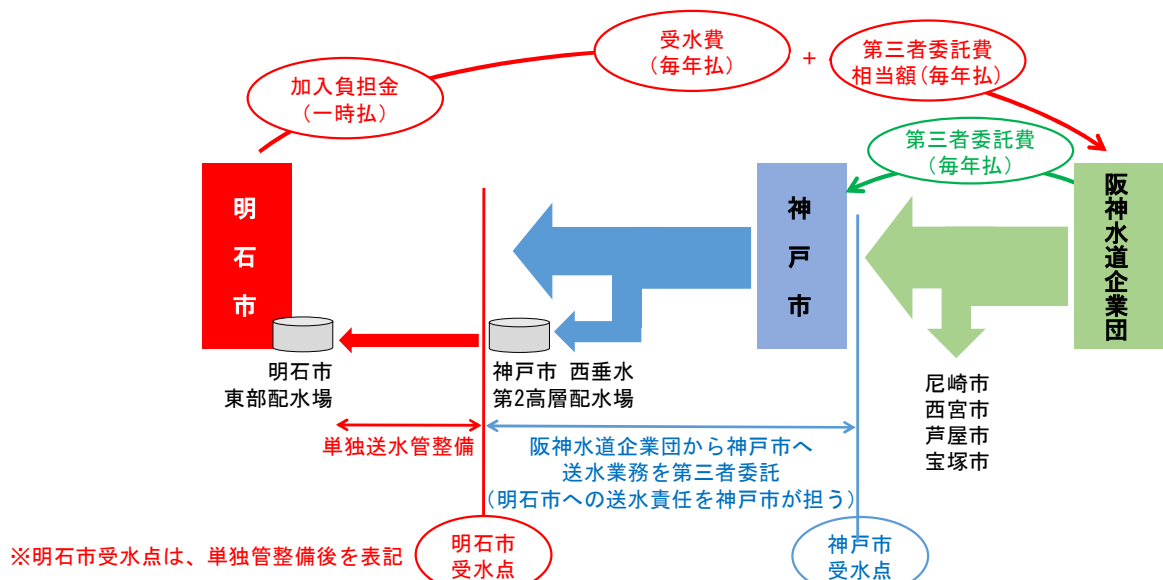 受水費
（毎年払）
+
第三者委託費
相当額（毎年払）
加入負担金
（一時払）
第三者委託費
（毎年払）
明石市
神戸市
阪神水道企業団
明石市
東部配水場
神戸市 西垂水
第2高層配水場
尼崎市
西宮市
芦屋市
宝塚市
単独送水管整備
阪神水道企業団から神戸市へ
送水業務を第三者委託
（明石市への送水責任を神戸市が担う）
※明石市受水点は、単独管整備後を表記
明石市
受水点
神戸市
受水点